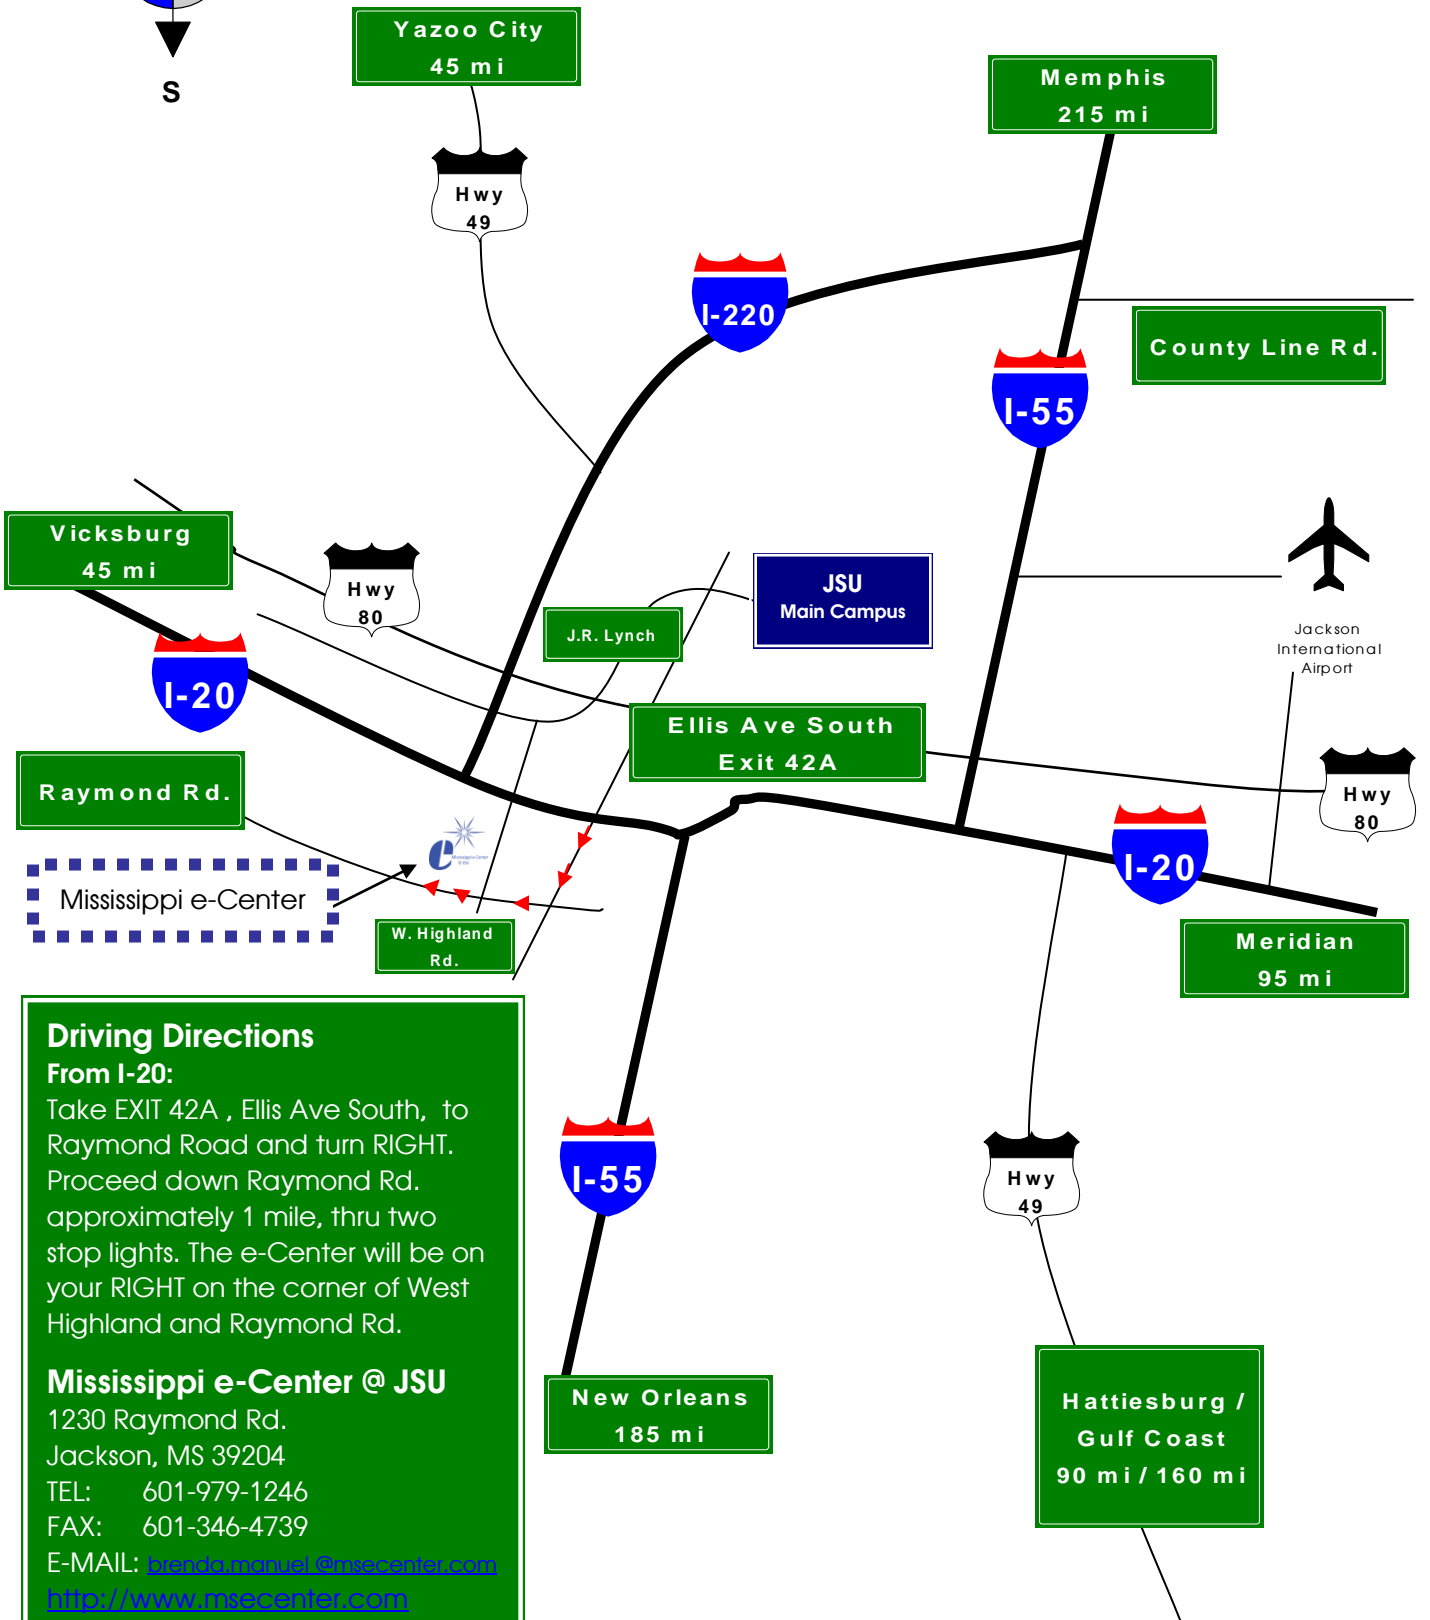 S
Yazoo City
45 mi
Memphis
215 mi
Hwy
49
I-220
County Line Rd.
I-55
Vicksburg
45 mi
Hwy
80
JSU
Main Campus
J.R. Lynch
Jackson
International
Airport
I-20
Ellis Ave South
Exit 42A
Raymond Rd.
Hwy
80
I-20
Mississippi e-Center
@ JSU
Mississippi e-Center
W. Highland
Rd.
Meridian
95 mi
Driving Directions
From I-20:
Take EXIT 42A , Ellis Ave South, to
Raymond Road and turn RIGHT.
Proceed down Raymond Rd.
approximately 1 mile, thru two
stop lights. The e-Center will be on
your RIGHT on the corner of West
Highland and Raymond Rd.
Mississippi e-Center @ JSU
1230 Raymond Rd.
Jackson, MS 39204
TEL: 601-979-1246
FAX: 601-346-4739
E-MAIL: brenda.manuel @msecenter.com
http://www.msecenter.com
I-55
Hwy
49
New Orleans
185 mi
Hattiesburg /
Gulf Coast
90 mi / 160 mi